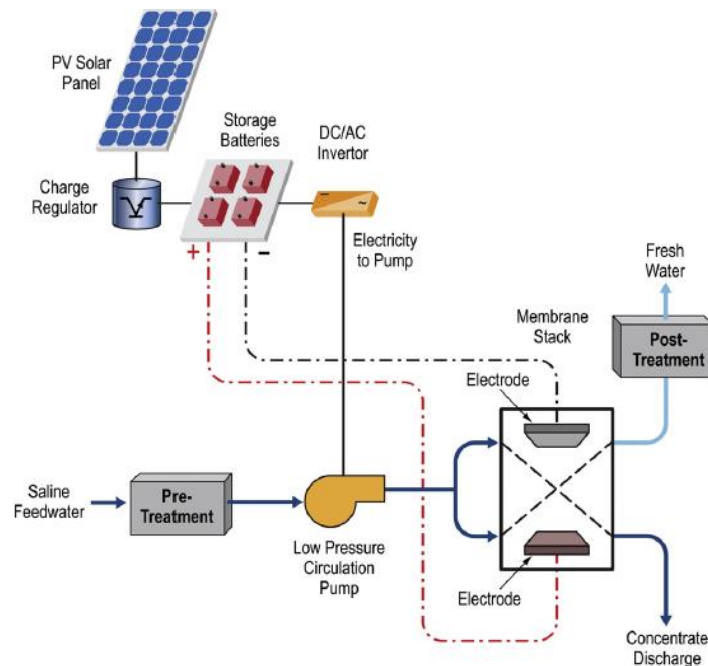 PV Solar
Panel
Storage
Batteries
DC/AC
Invertor
Charge
Regulator
+
-
Electricity
to Pump
Fresh
Water
Membrane
Stack
Post-
Treatment
Electrode
Saline
Feedwater
Pre-
Treatment
Low Pressure
Circulation
Pump
Electrode
Concentrate
Discharge